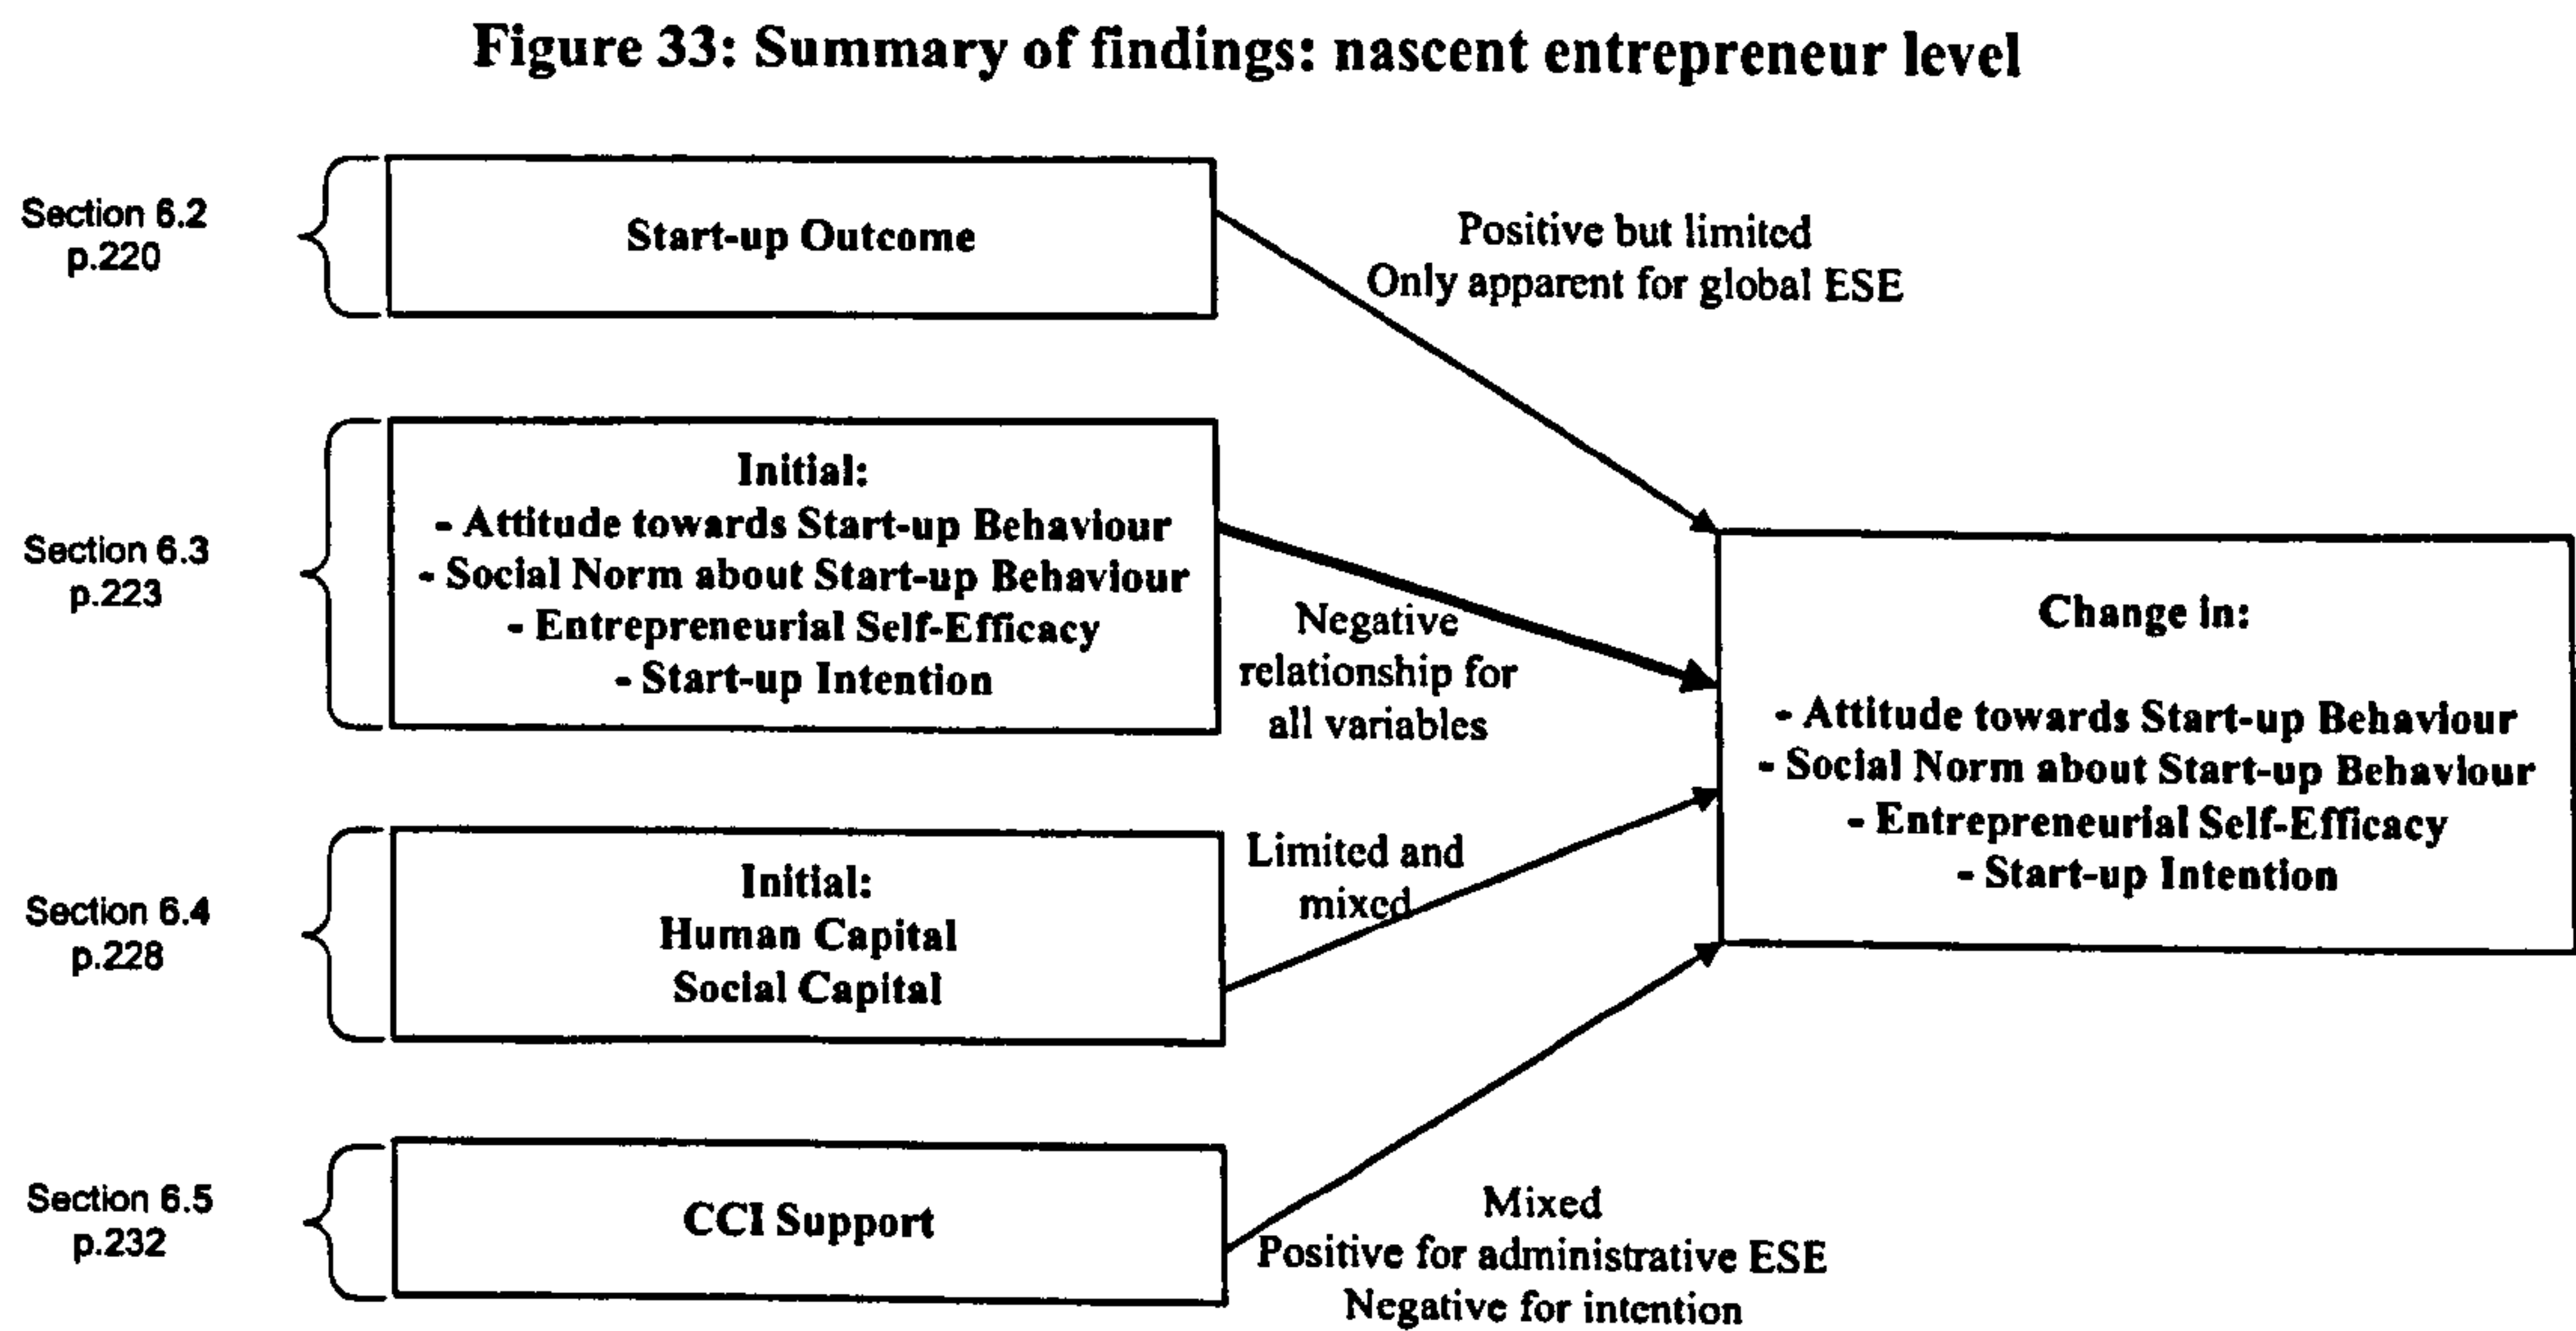 Figure 33: Summary of findings: nascent entrepreneur level
Section 6.2
p.220
Start-up Outcome
Positive but limited
Only apparent for global ESE
Section 6.3
p.223
Initial:
- Attitude towards Start-up Behaviour
- Social Norm about Start-up Behaviour
- Entrepreneurial Self-Efficacy
- Start-up Intention
Negative
relationship for
all variables
Change in:
- Attitude towards Start-up Behaviour
- Social Norm about Start-up Behaviour
- Entrepreneurial Self-Efficacy
- Start-up Intention
Section 6.4
p.228
Initial:
Human Capital
Social Capital
Limited and
mixed
Section 6.5
p.232
CCI Support
Mixed
Positive for administrative ESE
Negative for intention